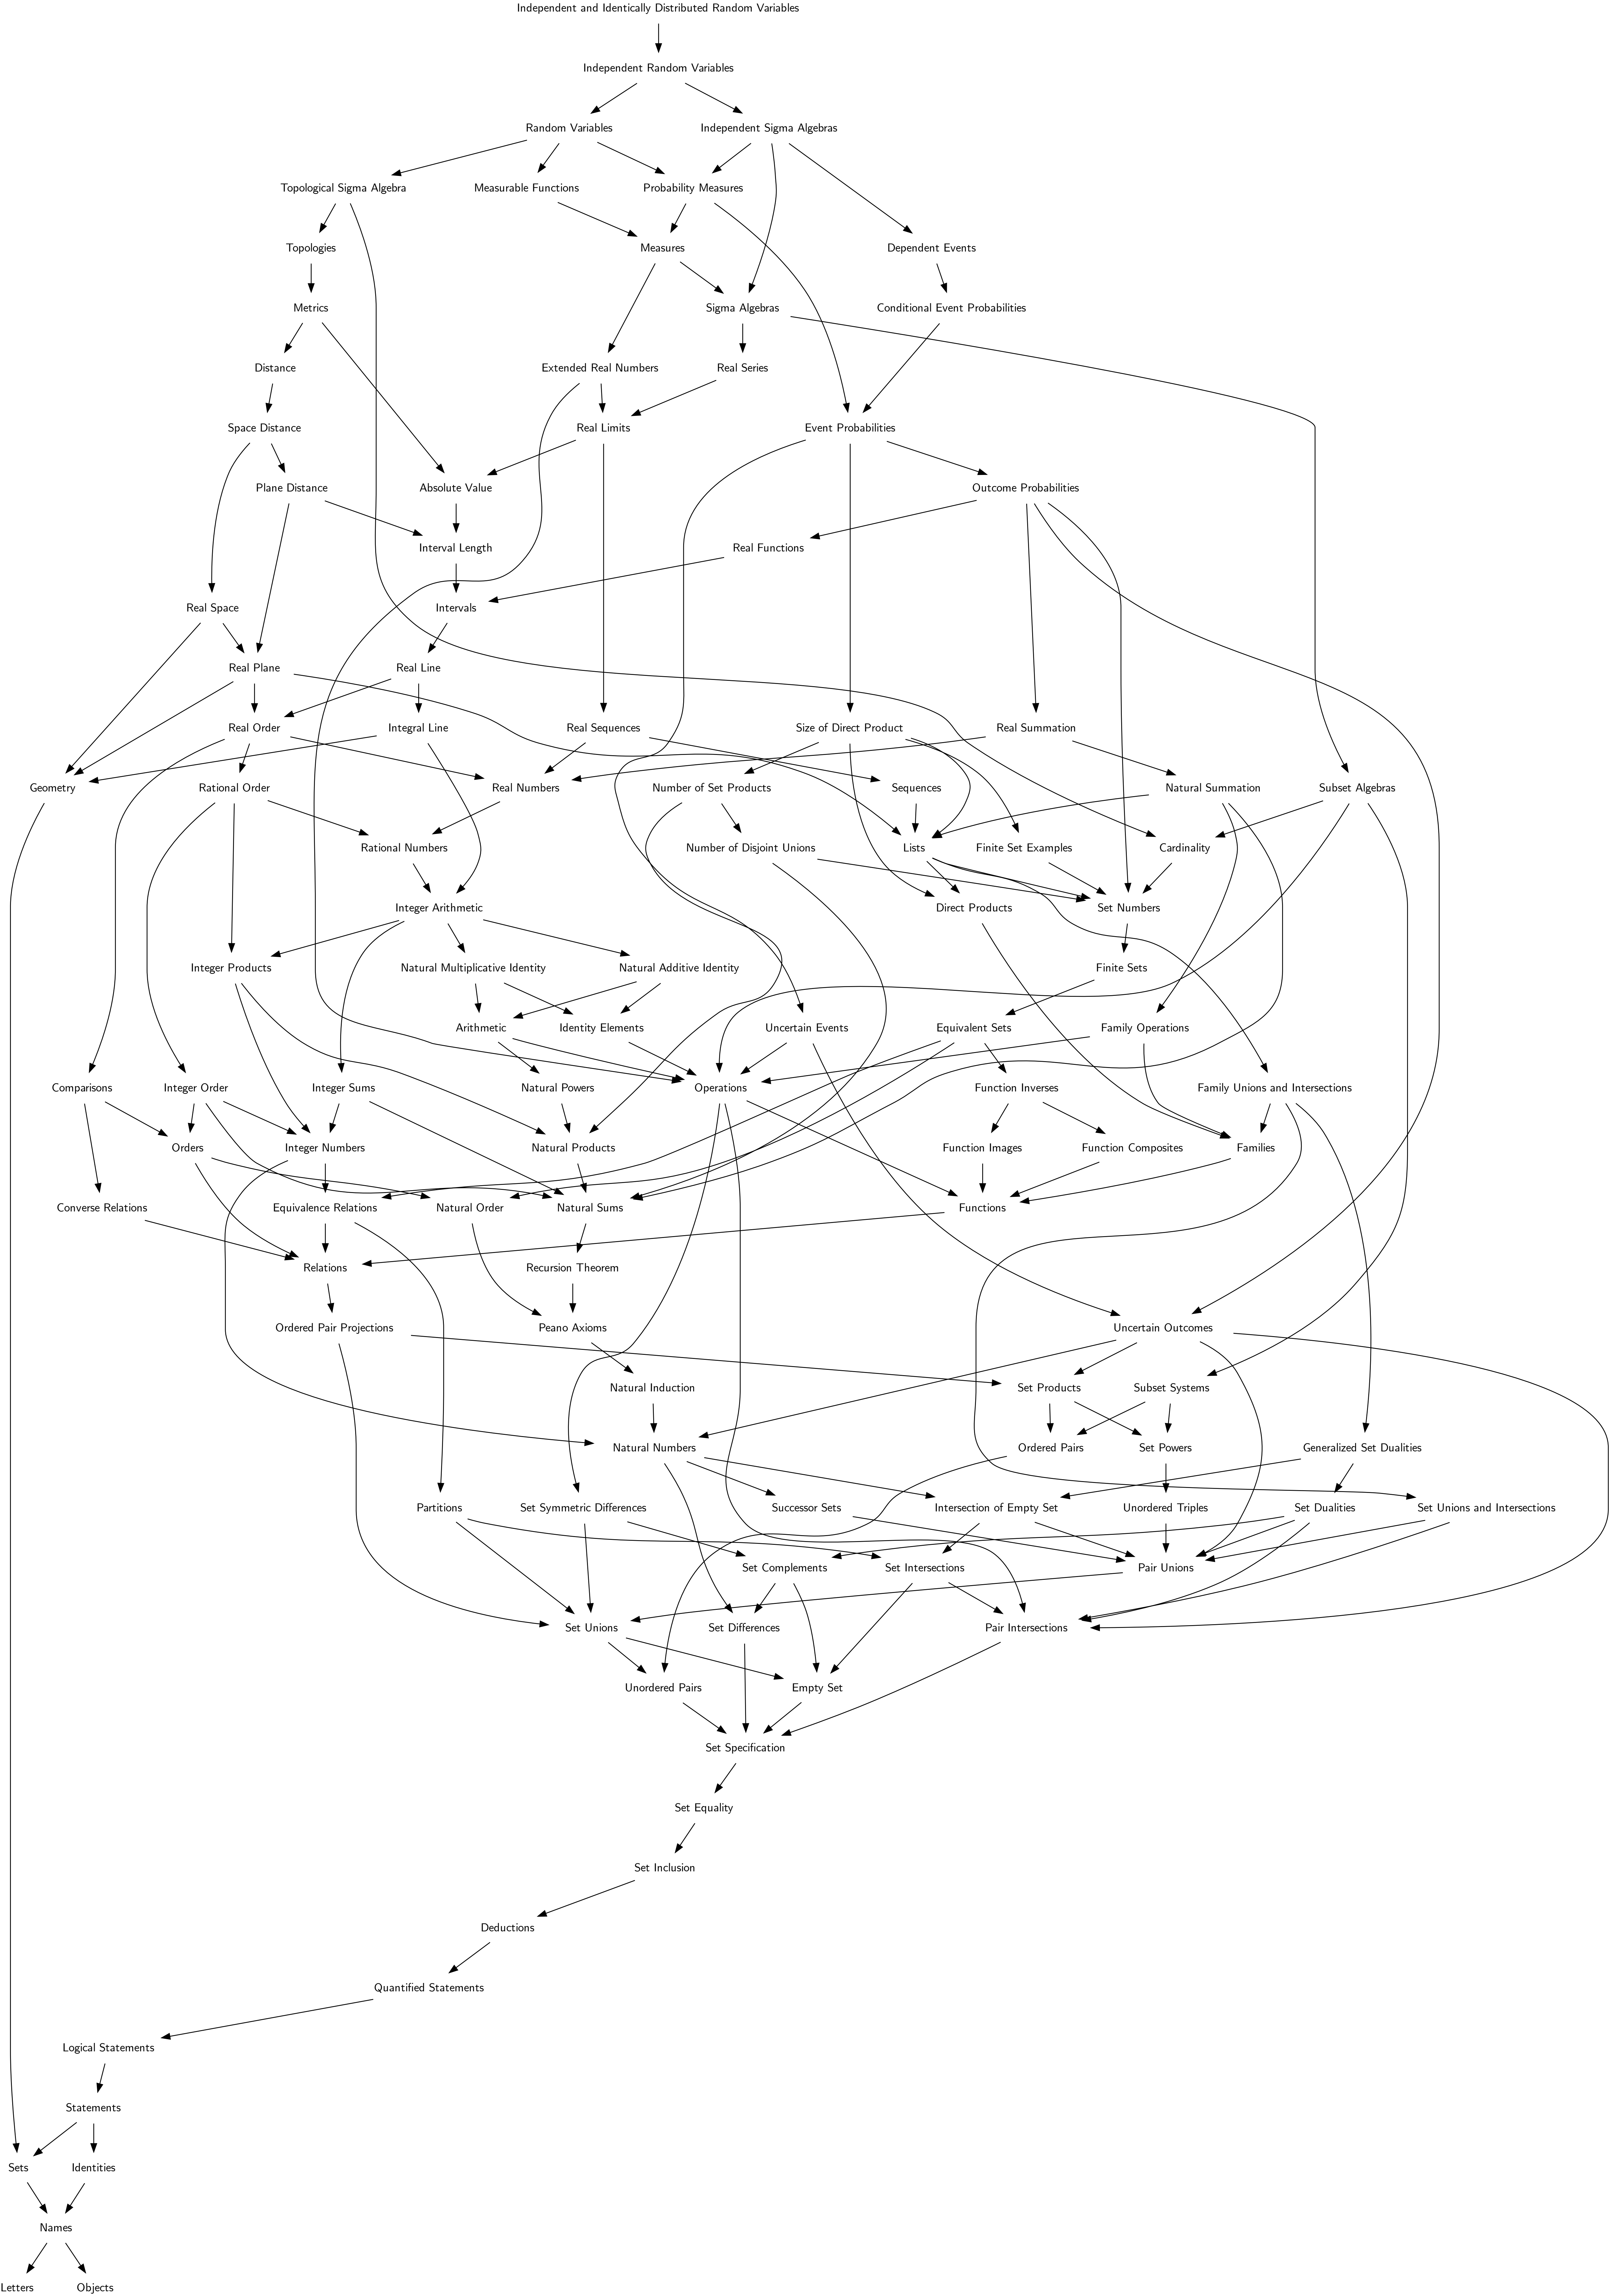 Independent and Identically Distributed Random Variables
Independent Random Variables
Random Variables
Independent Sigma Algebras
Topological Sigma Algebra
Measurable Functions
Probability Measures
Topologies
Measures
Dependent Events
Metrics
Sigma Algebras
Conditional Event Probabilities
Distance
Extended Real Numbers
Real Series
Space Distance
Real Limits
Event Probabilities
Plane Distance
Absolute Value
Outcome Probabilities
Interval Length
Real Functions
Real Space
Intervals
Real Plane
Real Line
Real Order
Integral Line
Real Sequences
Size of Direct Product
Real Summation
Geometry
Rational Order
Real Numbers
Number of Set Products
Sequences
Natural Summation
Subset Algebras
Rational Numbers
Number of Disjoint Unions
Lists
Finite Set Examples
Cardinality
Integer Arithmetic
Direct Products
Set Numbers
Integer Products
Natural Multiplicative Identity
Natural Additive Identity
Finite Sets
Arithmetic
Identity Elements
Uncertain Events
Equivalent Sets
Family Operations
Comparisons
Integer Order
Integer Sums
Natural Powers
Operations
Function Inverses
Family Unions and Intersections
Orders
Integer Numbers
Natural Products
Function Images
Function Composites
Families
Converse Relations
Equivalence Relations
Natural Order
Natural Sums
Functions
Relations
Recursion Theorem
Ordered Pair Projections
Peano Axioms
Uncertain Outcomes
Natural Induction
Set Products
Subset Systems
Natural Numbers
Ordered Pairs
Set Powers
Generalized Set Dualities
Partitions
Set Symmetric Differences
Successor Sets
Intersection of Empty Set
Unordered Triples
Set Dualities
Set Unions and Intersections
Set Complements
Set Intersections
Pair Unions
Set Unions
Set Differences
Pair Intersections
Unordered Pairs
Empty Set
Set Specification
Set Equality
Set Inclusion
Deductions
Quantified Statements
Logical Statements
Statements
Sets
Identities
Names
Letters
Objects